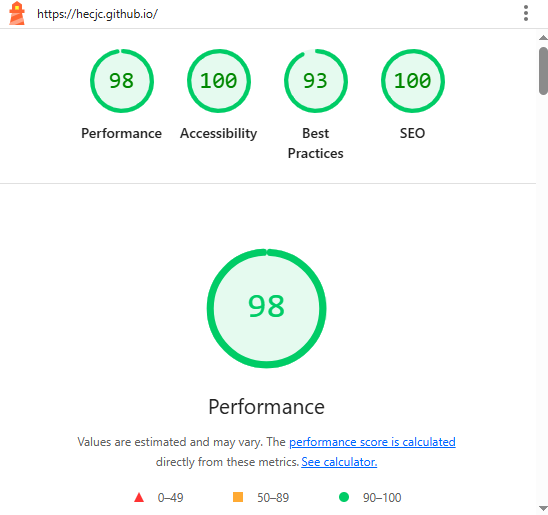 https://hecjc.github.io/
98 100 93 100
Performance Accessibility Best Practices SEO
98
Performance
Values are estimated and may vary. The performance score is calculated
directly from these metrics. See calculator.
0–49 50–89 90–100